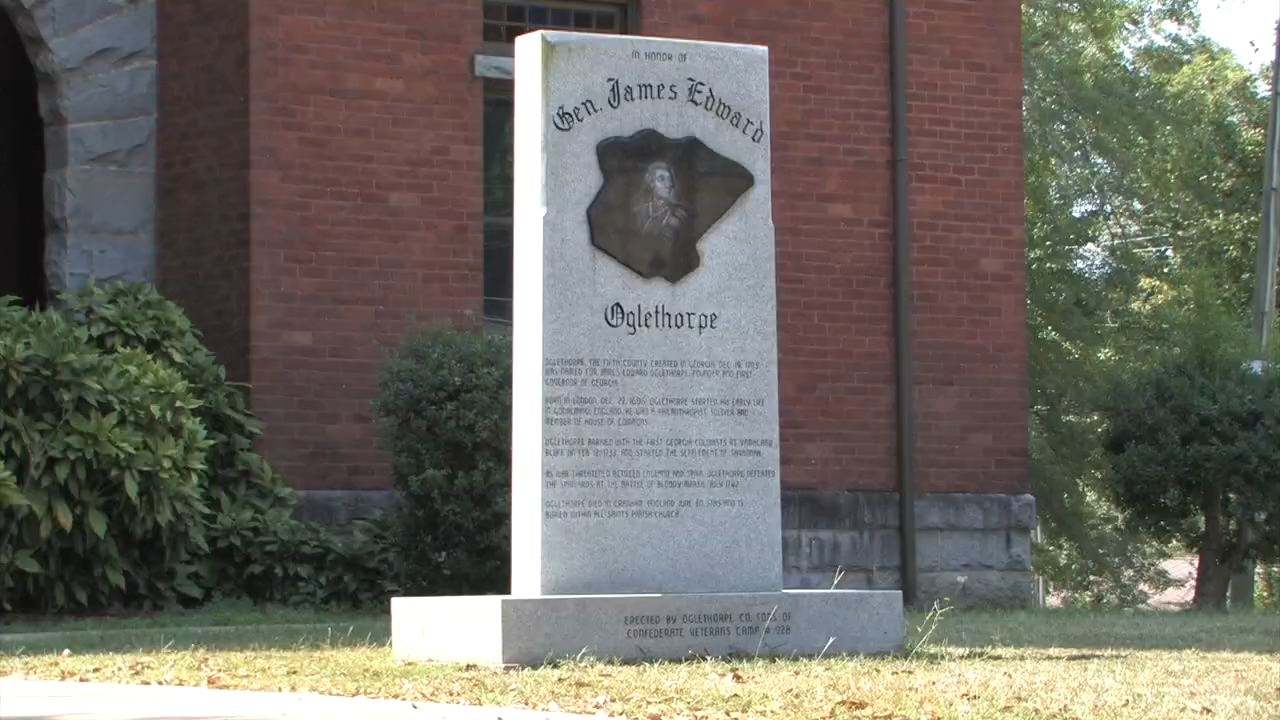 IN HONOR OF
Gen. James Edward
Oglethorpe
OGLETHORPE, THE FIFTH COUNTY CREATED IN GEORGIA, DEC. 19, 1793
WAS NAMED FOR JAMES EDWARD OGLETHORPE, FOUNDER AND FIRST
GOVERNOR OF GEORGIA
BORN IN LONDON, DEC. 22, 1696, OGLETHORPE STARTED HIS EARLY LIFE
IN GODALMING, ENGLAND. HE WAS A PHILANTHROPIST, SOLDIER AND
MEMBER OF HOUSE OF COMMONS
OGLETHORPE ARRIVED WITH THE FIRST GEORGIA COLONISTS AT YAMACRAW
BLUFF ON FEB. 12, 1733, AND STARTED THE SETTLEMENT OF SAVANNAH.
AS WAR THREATENED BETWEEN ENGLAND AND SPAIN, OGLETHORPE DEFEATED
THE SPANIARDS AT THE BATTLE OF BLOODY MARSH, JULY 1742
OGLETHORPE DIED AT CRANHAM, ENGLAND JUNE 30, 1785 AND IS
BURIED WITHIN ALL SAINTS PARISH CHURCH.
ERECTED BY OGLETHORPE CO. SONS OF
CONFEDERATE VETERANS CAMP # 928